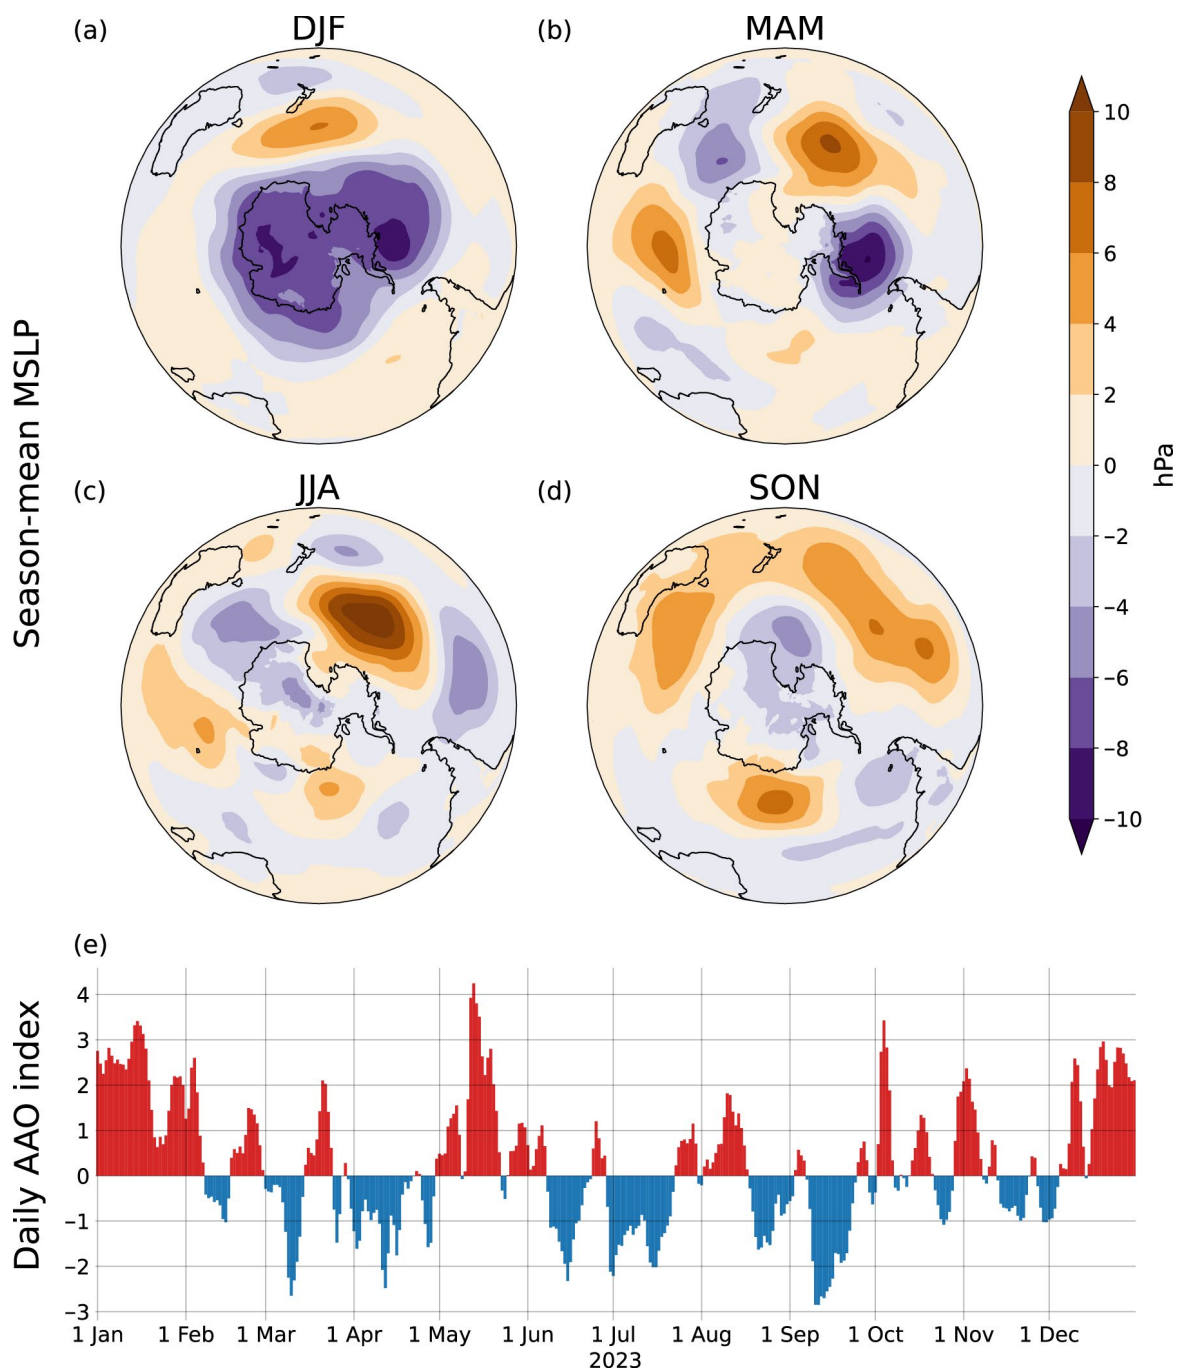 (a) DJF
(b) MAM
Season-mean MSLP
10
8
6
4
2
0
−2
−4
−6
−8
−10
hPa
(c) JJA
(d) SON
(e)
Daily AAO index
4
3
2
1
0
−1
−2
−3
1 Jan 1 Feb 1 Mar 1 Apr 1 May 1 Jun 1 Jul 1 Aug 1 Sep 1 Oct 1 Nov 1 Dec
2023